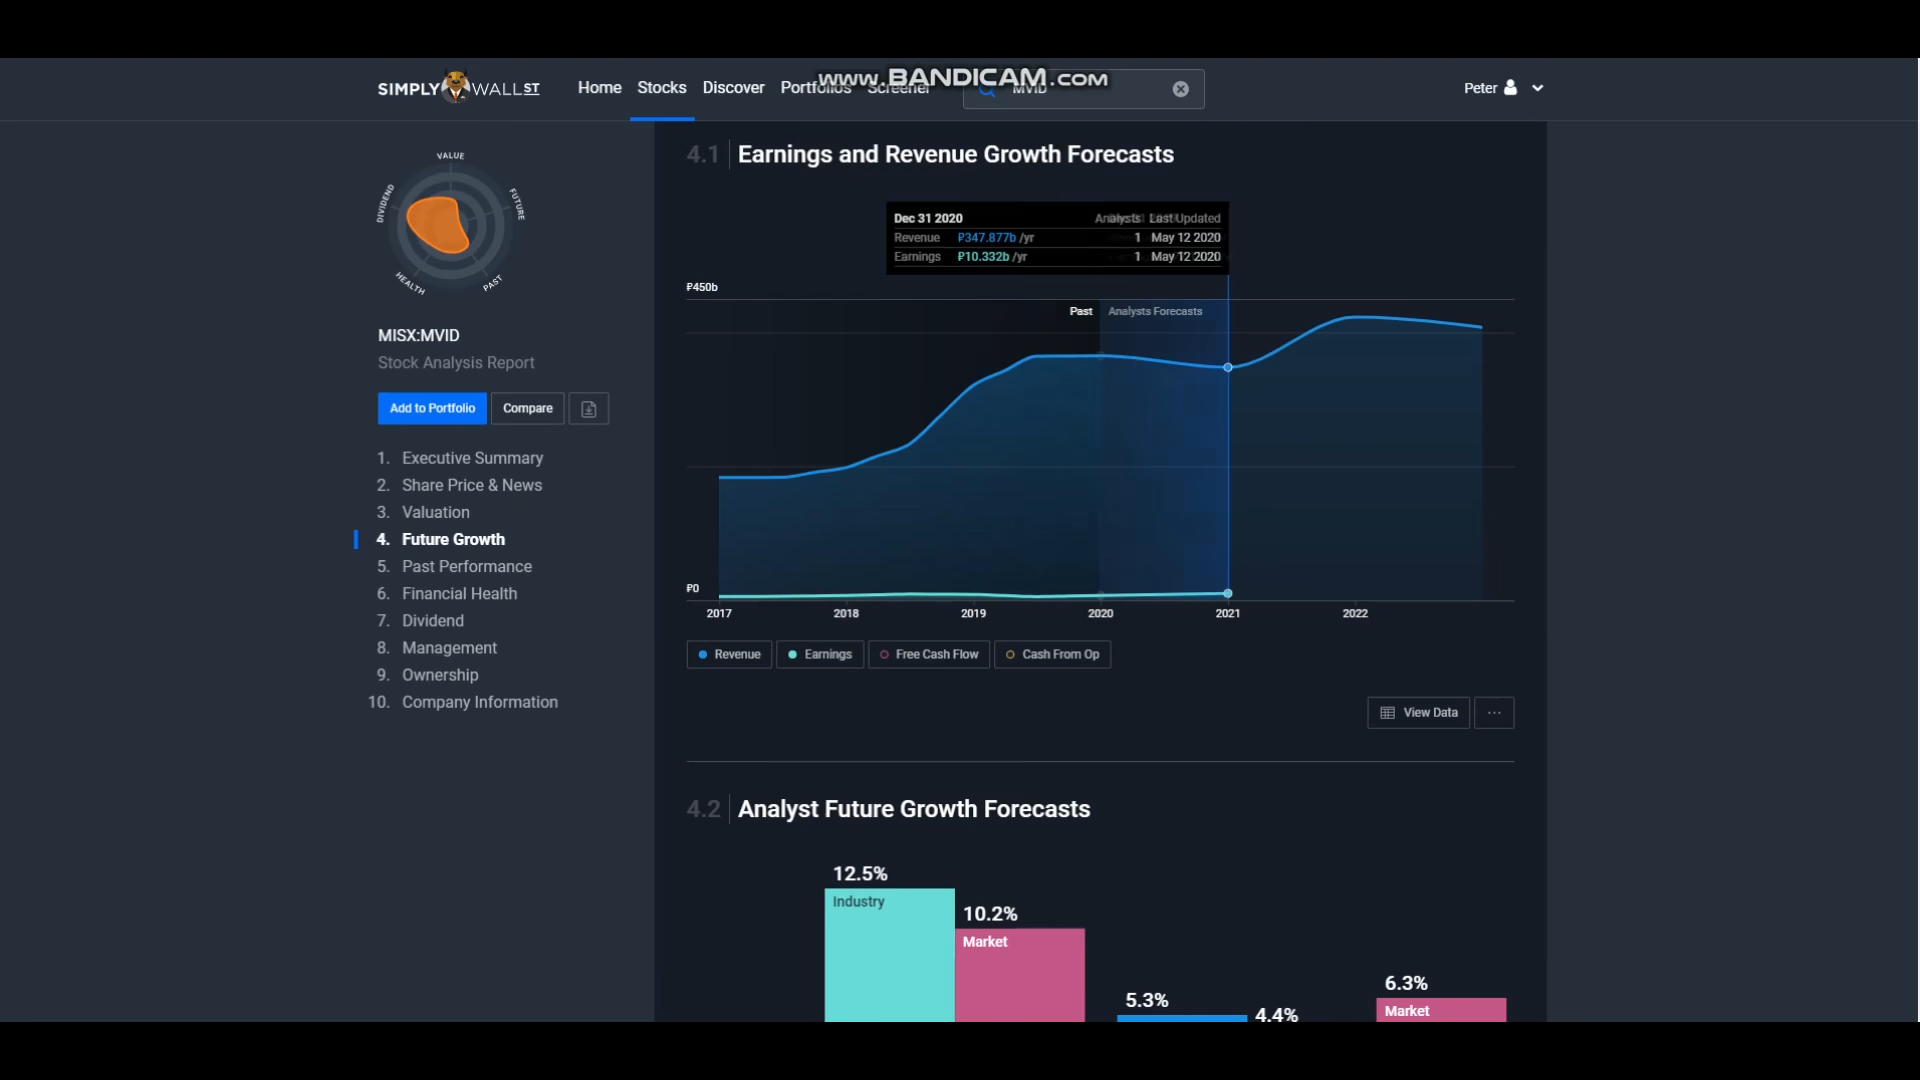 www.BANDICAM.com
SIMPLY WALL ST
Home Stocks Discover Portfolios Screener MVID Peter
VALUE
FUTURE
PAST
HEALTH
DIVIDEND
MISX:MVID
Stock Analysis Report
Add to Portfolio Compare
1. Executive Summary
2. Share Price & News
3. Valuation
4. Future Growth
5. Past Performance
6. Financial Health
7. Dividend
8. Management
9. Ownership
10. Company Information
4.1 Earnings and Revenue Growth Forecasts
Dec 31 2020 Analysts Last Updated
Revenue ₽347.877b /yr 1 May 12 2020
Earnings ₽10.332b /yr 1 May 12 2020
₽450b
Past Analysts Forecasts
₽0
2017 2018 2019 2020 2021 2022
Revenue Earnings Free Cash Flow Cash From Op
View Data ...
4.2 Analyst Future Growth Forecasts
12.5%
Industry
10.2%
Market
5.3%
4.4%
6.3%
Market